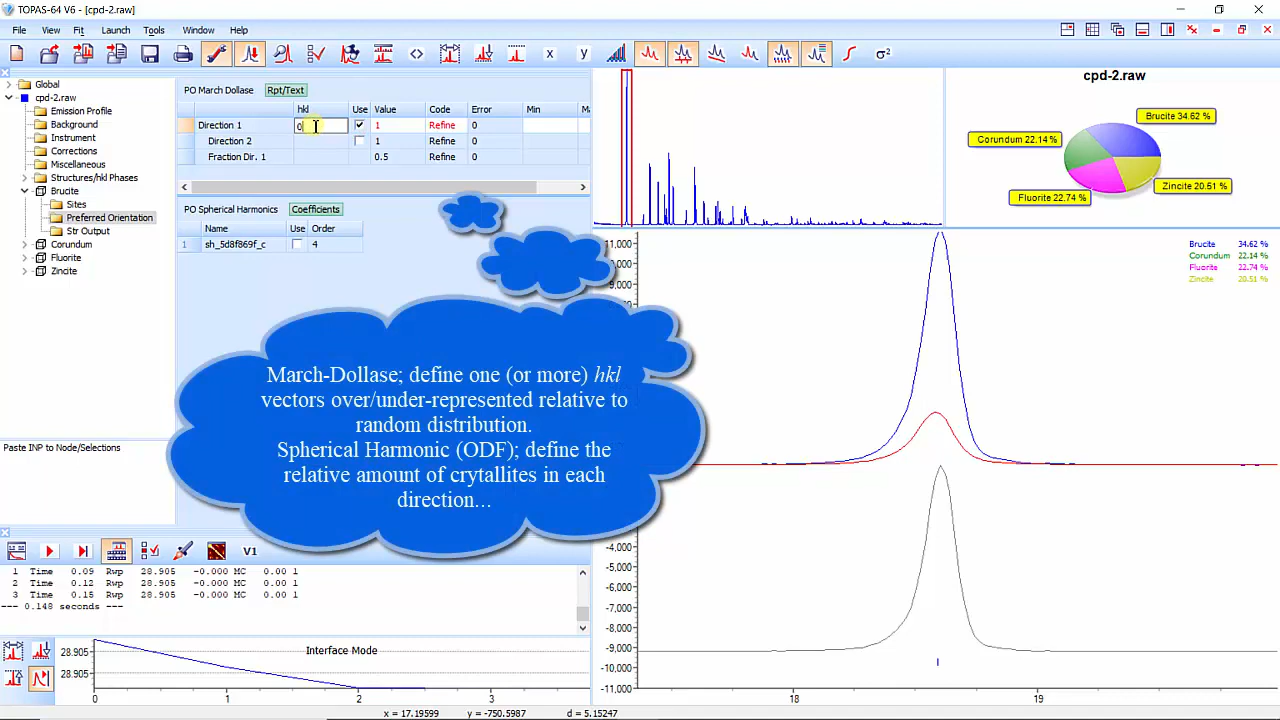 TOPAS-64 V6 - [cpd-2.raw]
File View Fit Launch Tools Window Help
x y σ²
V1
Global
cpd-2.raw
Emission Profile
Background
Instrument
Corrections
Miscellaneous
Structures/hkl Phases
Brucite
Sites
Preferred Orientation
Str Output
Corundum
Fluorite
Zincite
Paste INP to Node/Selections
PO March Dollase Rpt/Text
hkl Use Value Code Error Min
Direction 1 0 1 Refine 0
Direction 2 1 Refine 0
Fraction Dir. 1 0.5 Refine 0
PO Spherical Harmonics Coefficients
Name Use Order
1 sh_5d8f869f_c 4
March-Dollase; define one (or more) hkl
vectors over/under-represented relative to
random distribution.
Spherical Harmonic (ODF); define the
relative amount of crytallites in each
direction...
1 Time 0.09 Rwp 28.905 -0.000 MC 0.00 1
2 Time 0.12 Rwp 28.905 -0.000 MC 0.00 1
3 Time 0.15 Rwp 28.905 -0.000 MC 0.00 1
--- 0.148 seconds ---
Interface Mode
28.905
28.905
0 1 2 3
cpd-2.raw
Brucite 34.62 %
Corundum 22.14 %
Zincite 20.51 %
Fluorite 22.74 %
Brucite 34.62 %
Corundum 22.14 %
Fluorite 22.74 %
Zincite 20.51 %
11,000
10,000
9,000
-4,000
-5,000
-6,000
-7,000
-8,000
-9,000
-10,000
-11,000
18 19
x = 17.19599 y = -750.5987 d = 5.15247